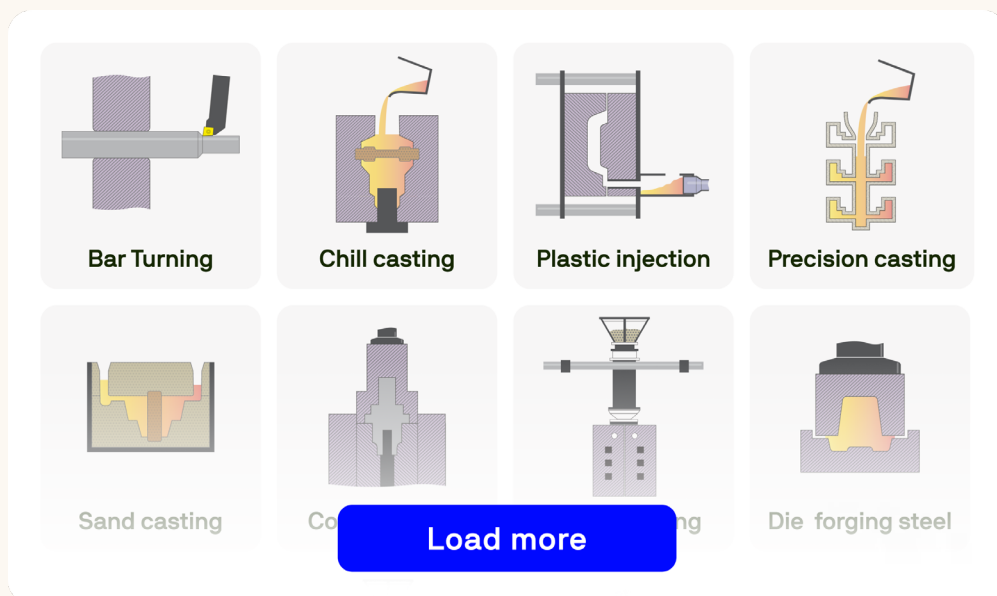 Bar Turning
Chill casting
Plastic injection
Precision casting
Sand casting
Die forging steel
Load more